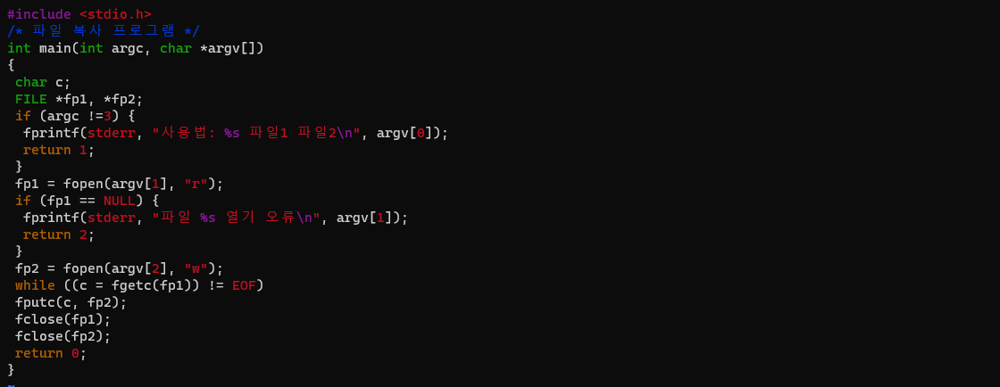 #include <stdio.h>
/* 파일 복사 프로그램 */
int main(int argc, char *argv[])
{
 char c;
 FILE *fp1, *fp2;
 if (argc !=3) {
  fprintf(stderr, "사용법: %s 파일1 파일2\n", argv[0]);
  return 1;
 }
 fp1 = fopen(argv[1], "r");
 if (fp1 == NULL) {
  fprintf(stderr, "파일 %s 열기 오류\n", argv[1]);
  return 2;
 }
 fp2 = fopen(argv[2], "w");
 while ((c = fgetc(fp1)) != EOF)
 fputc(c, fp2);
 fclose(fp1);
 fclose(fp2);
 return 0;
}
~